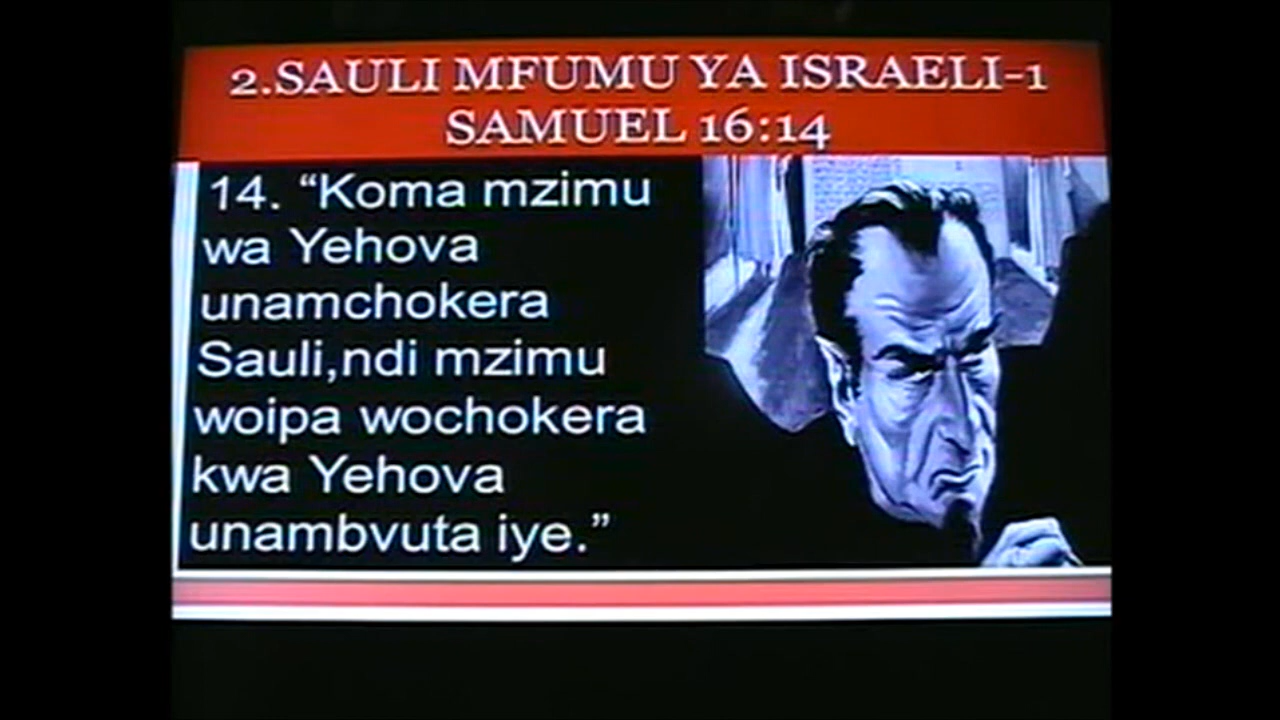 2.SAULI MFUMU YA ISRAELI-1
SAMUEL 16:14
14. “Koma mzimu
wa Yehova
unamchokera
Sauli,ndi mzimu
woipa wochokera
kwa Yehova
unambvuta iye.”